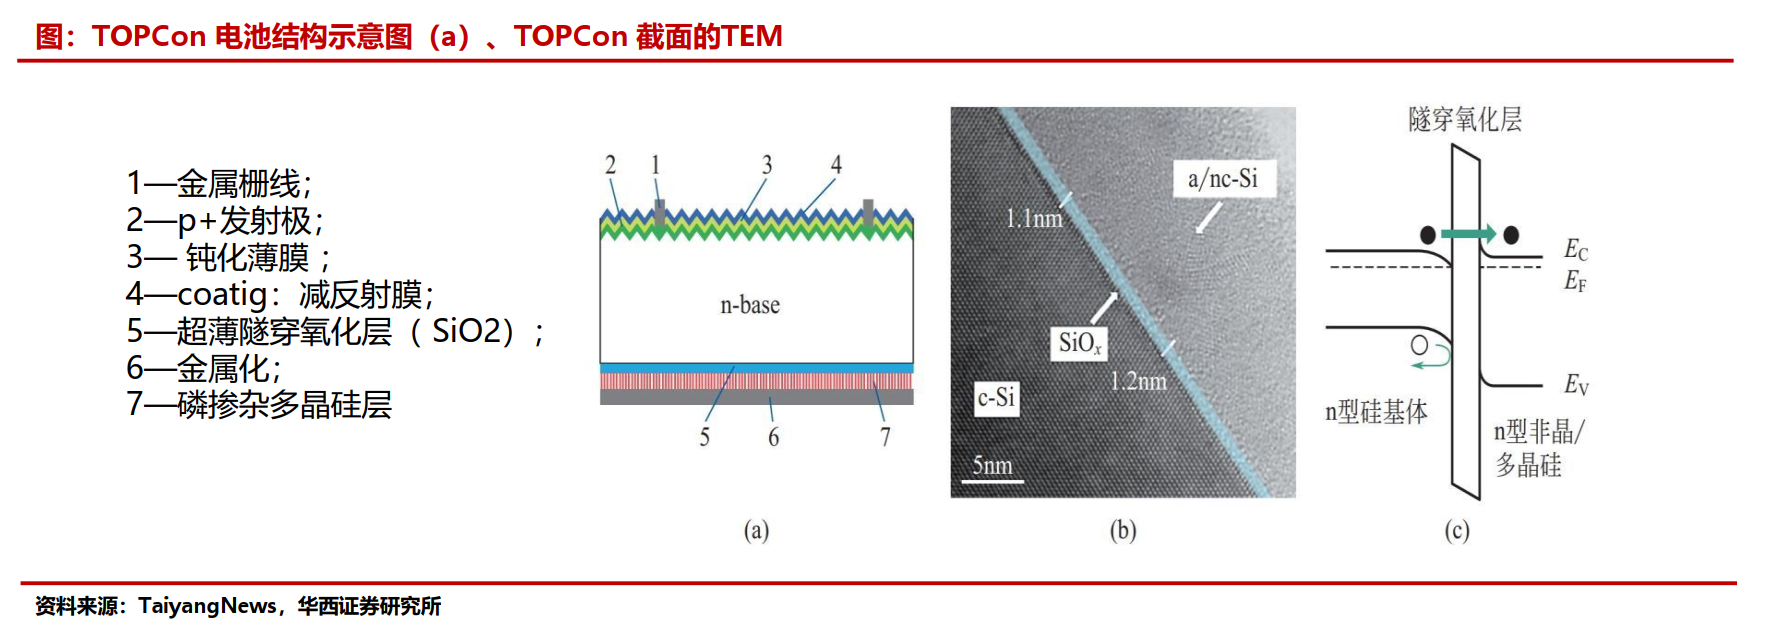 图：TOPCon 电池结构示意图（a）、TOPCon 截面的TEM
1—金属栅线；
2—p+发射极；
3— 钝化薄膜 ；
4—coatig：减反射膜；
5—超薄隧穿氧化层（ SiO2）；
6—金属化；
7—磷掺杂多晶硅层
2 1 3 4
n-base
5 6 7
(a)
a/nc-Si
1.1nm
SiOx
1.2nm
c-Si
5nm
(b)
隧穿氧化层
EC
EF
EV
n型硅基体
n型非晶/
多晶硅
(c)
资料来源：TaiyangNews，华西证券研究所